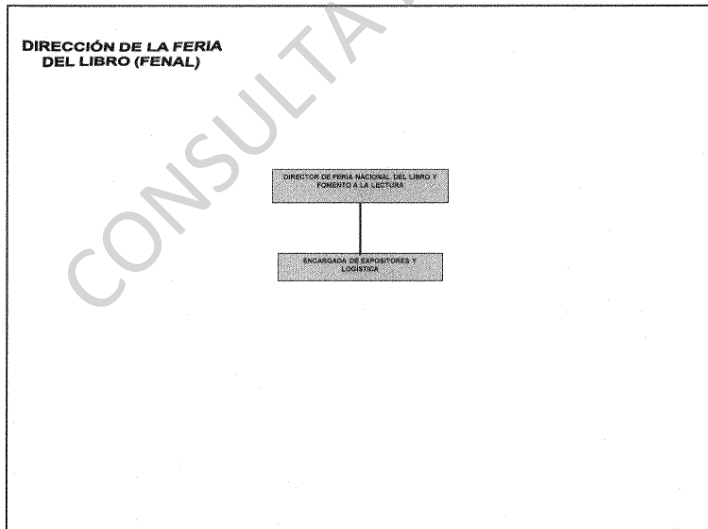 DIRECCIÓN DE LA FERIA
DEL LIBRO (FENAL)
CONSULTA
DIRECTOR DE FERIA NACIONAL DEL LIBRO Y
FOMENTO A LA LECTURA
ENCARGADA DE EXPOSITORES Y
LOGÍSTICA